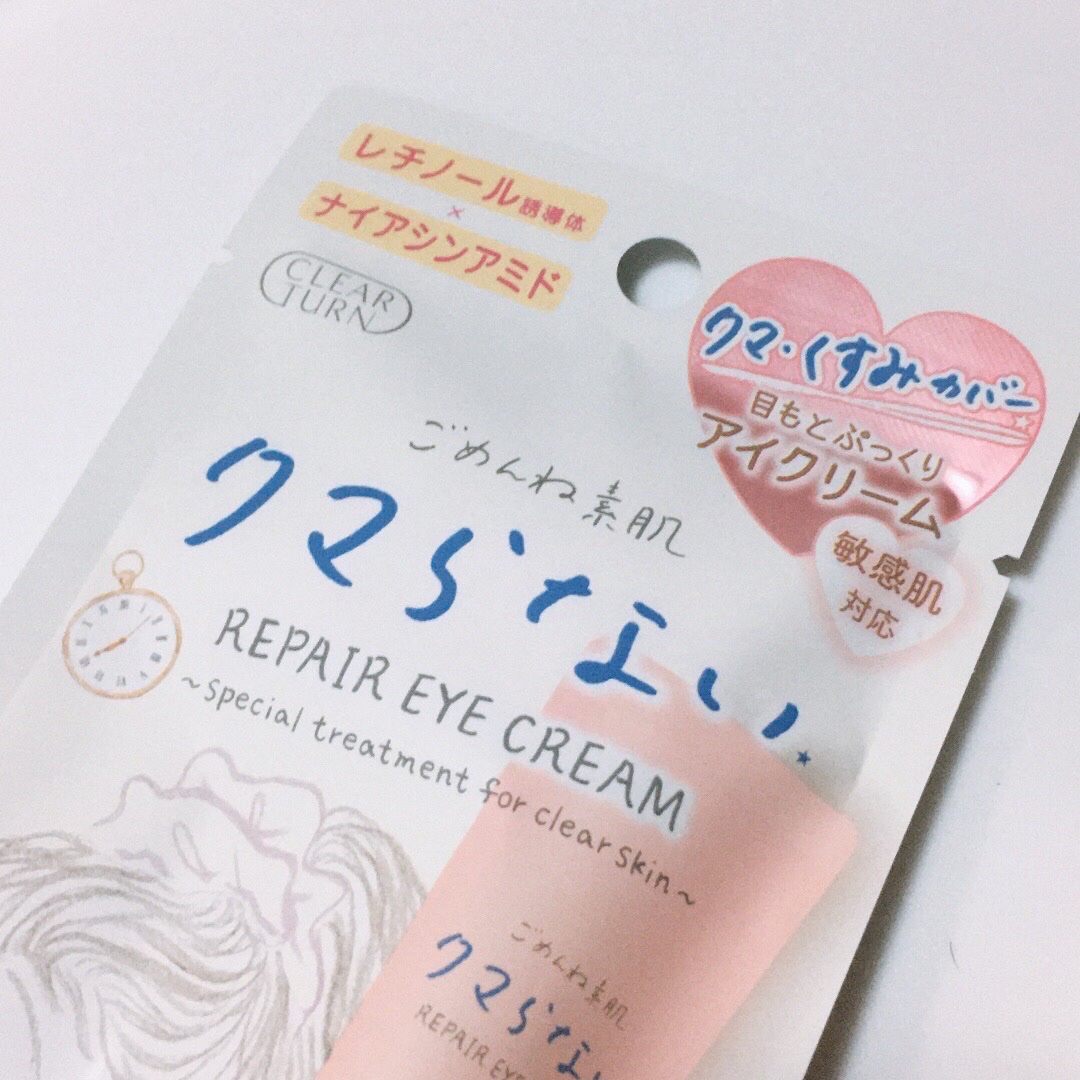 レチノール誘導体
×
ナイアシンアミド
CLEAR
TURN
クマ・くすみカバー
目もとぷっくり
アイクリーム
敏感肌
対応
ごめんね素肌
クマらない
REPAIR EYE CREAM
~special treatment for clear skin~
ごめんね素肌
クマらない
REPAIR EYE